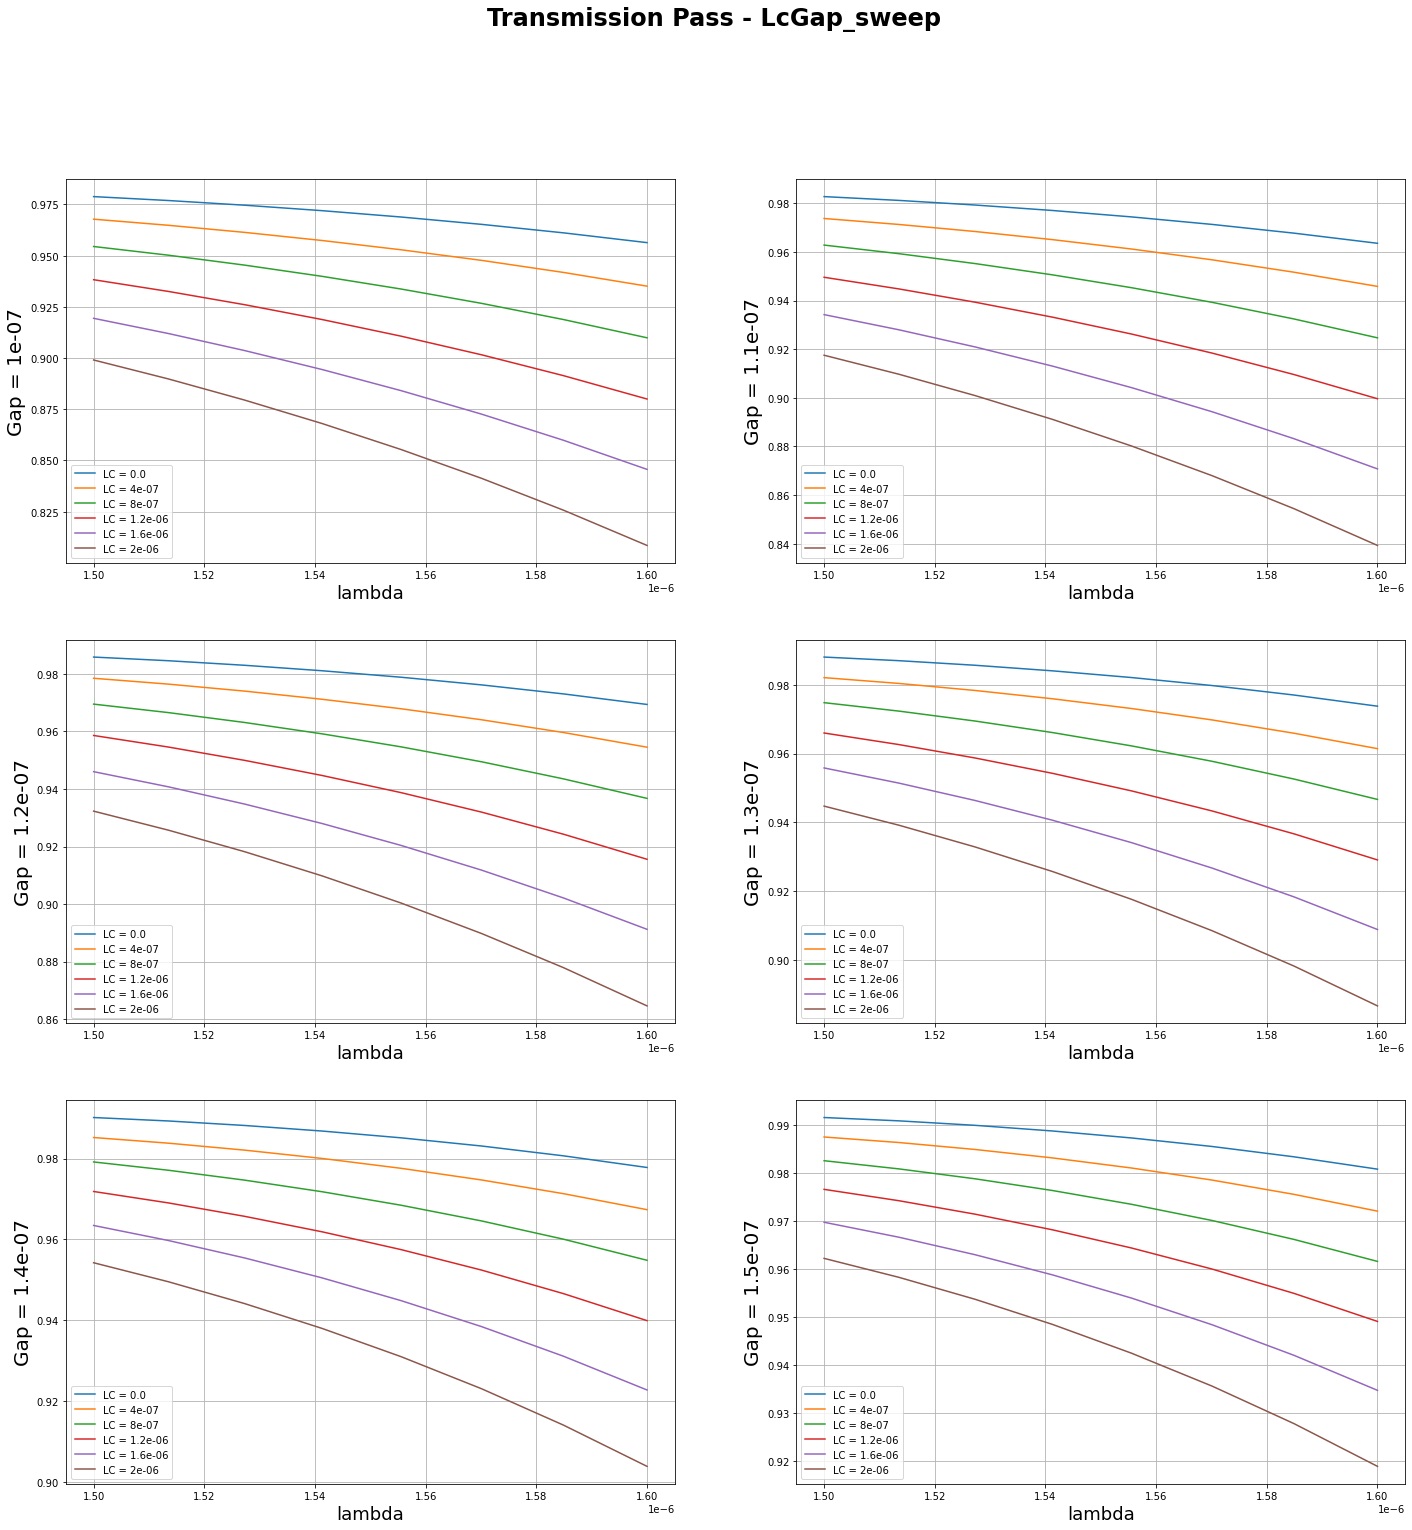 Transmission Pass - LcGap_sweep
Gap = 1e-07
0.975
0.950
0.925
0.900
0.875
0.850
0.825
LC = 0.0
LC = 4e-07
LC = 8e-07
LC = 1.2e-06
LC = 1.6e-06
LC = 2e-06
1.50 1.52 1.54 1.56 1.58 1.60
1e−6
lambda
Gap = 1.1e-07
0.98
0.96
0.94
0.92
0.90
0.88
0.86
0.84
LC = 0.0
LC = 4e-07
LC = 8e-07
LC = 1.2e-06
LC = 1.6e-06
LC = 2e-06
1.50 1.52 1.54 1.56 1.58 1.60
1e−6
lambda
Gap = 1.2e-07
0.98
0.96
0.94
0.92
0.90
0.88
0.86
LC = 0.0
LC = 4e-07
LC = 8e-07
LC = 1.2e-06
LC = 1.6e-06
LC = 2e-06
1.50 1.52 1.54 1.56 1.58 1.60
1e−6
lambda
Gap = 1.3e-07
0.98
0.96
0.94
0.92
0.90
LC = 0.0
LC = 4e-07
LC = 8e-07
LC = 1.2e-06
LC = 1.6e-06
LC = 2e-06
1.50 1.52 1.54 1.56 1.58 1.60
1e−6
lambda
Gap = 1.4e-07
0.98
0.96
0.94
0.92
0.90
LC = 0.0
LC = 4e-07
LC = 8e-07
LC = 1.2e-06
LC = 1.6e-06
LC = 2e-06
1.50 1.52 1.54 1.56 1.58 1.60
1e−6
lambda
Gap = 1.5e-07
0.99
0.98
0.97
0.96
0.95
0.94
0.93
0.92
LC = 0.0
LC = 4e-07
LC = 8e-07
LC = 1.2e-06
LC = 1.6e-06
LC = 2e-06
1.50 1.52 1.54 1.56 1.58 1.60
1e−6
lambda